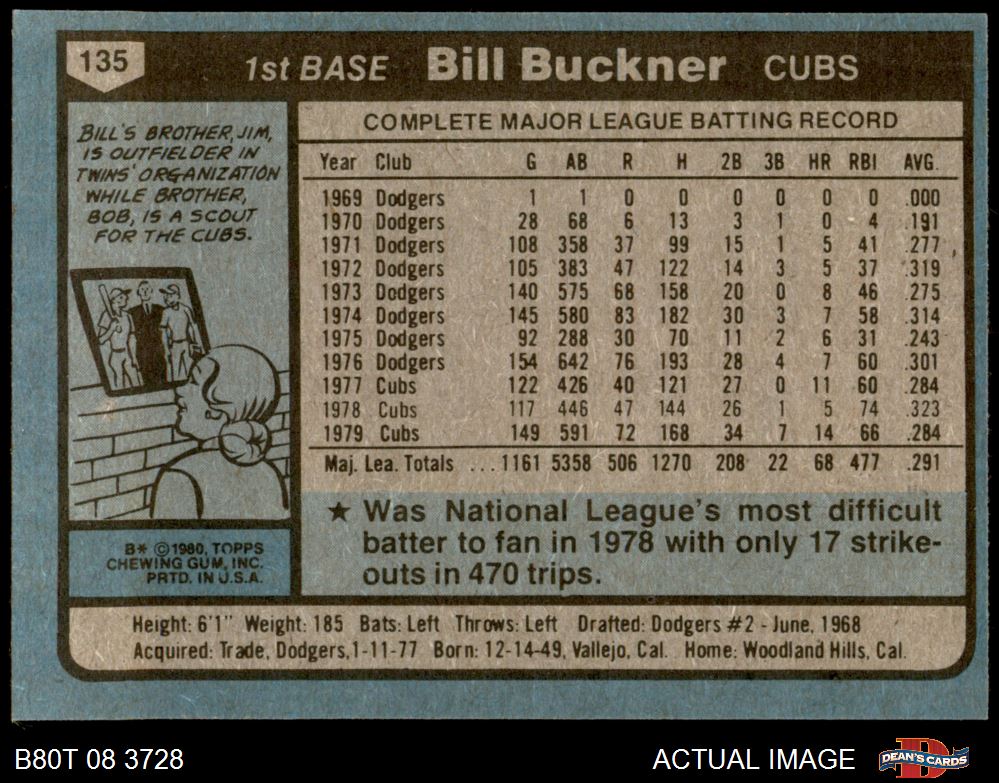 135 1st BASE Bill Buckner CUBS
BILL'S BROTHER, JIM,
IS OUTFIELDER IN
TWINS' ORGANIZATION
WHILE BROTHER,
BOB, IS A SCOUT
FOR THE CUBS.
B* ©1980, TOPPS
CHEWING GUM, INC.
PRTD. IN U.S.A.
COMPLETE MAJOR LEAGUE BATTING RECORD
Year Club G AB R H 2B 3B HR RBI AVG.
1969 Dodgers 1 1 0 0 0 0 0 0 .000
1970 Dodgers 28 68 6 13 3 1 0 4 .191
1971 Dodgers 108 358 37 99 15 1 5 41 .277
1972 Dodgers 105 383 47 122 14 3 5 37 .319
1973 Dodgers 140 575 68 158 20 0 8 46 .275
1974 Dodgers 145 580 83 182 30 3 7 58 .314
1975 Dodgers 92 288 30 70 11 2 6 31 .243
1976 Dodgers 154 642 76 193 28 4 7 60 .301
1977 Cubs 122 426 40 121 27 0 11 60 .284
1978 Cubs 117 446 47 144 26 1 5 74 .323
1979 Cubs 149 591 72 168 34 7 14 66 .284
Maj. Lea. Totals ...1161 5358 506 1270 208 22 68 477 .291
★ Was National League's most difficult
batter to fan in 1978 with only 17 strike-
outs in 470 trips.
Height: 6'1" Weight: 185 Bats: Left Throws: Left Drafted: Dodgers #2 - June, 1968
Acquired: Trade, Dodgers, 1-11-77 Born: 12-14-49, Vallejo, Cal. Home: Woodland Hills, Cal.
B80T 08 3728 ACTUAL IMAGE DEAN'S CARDS